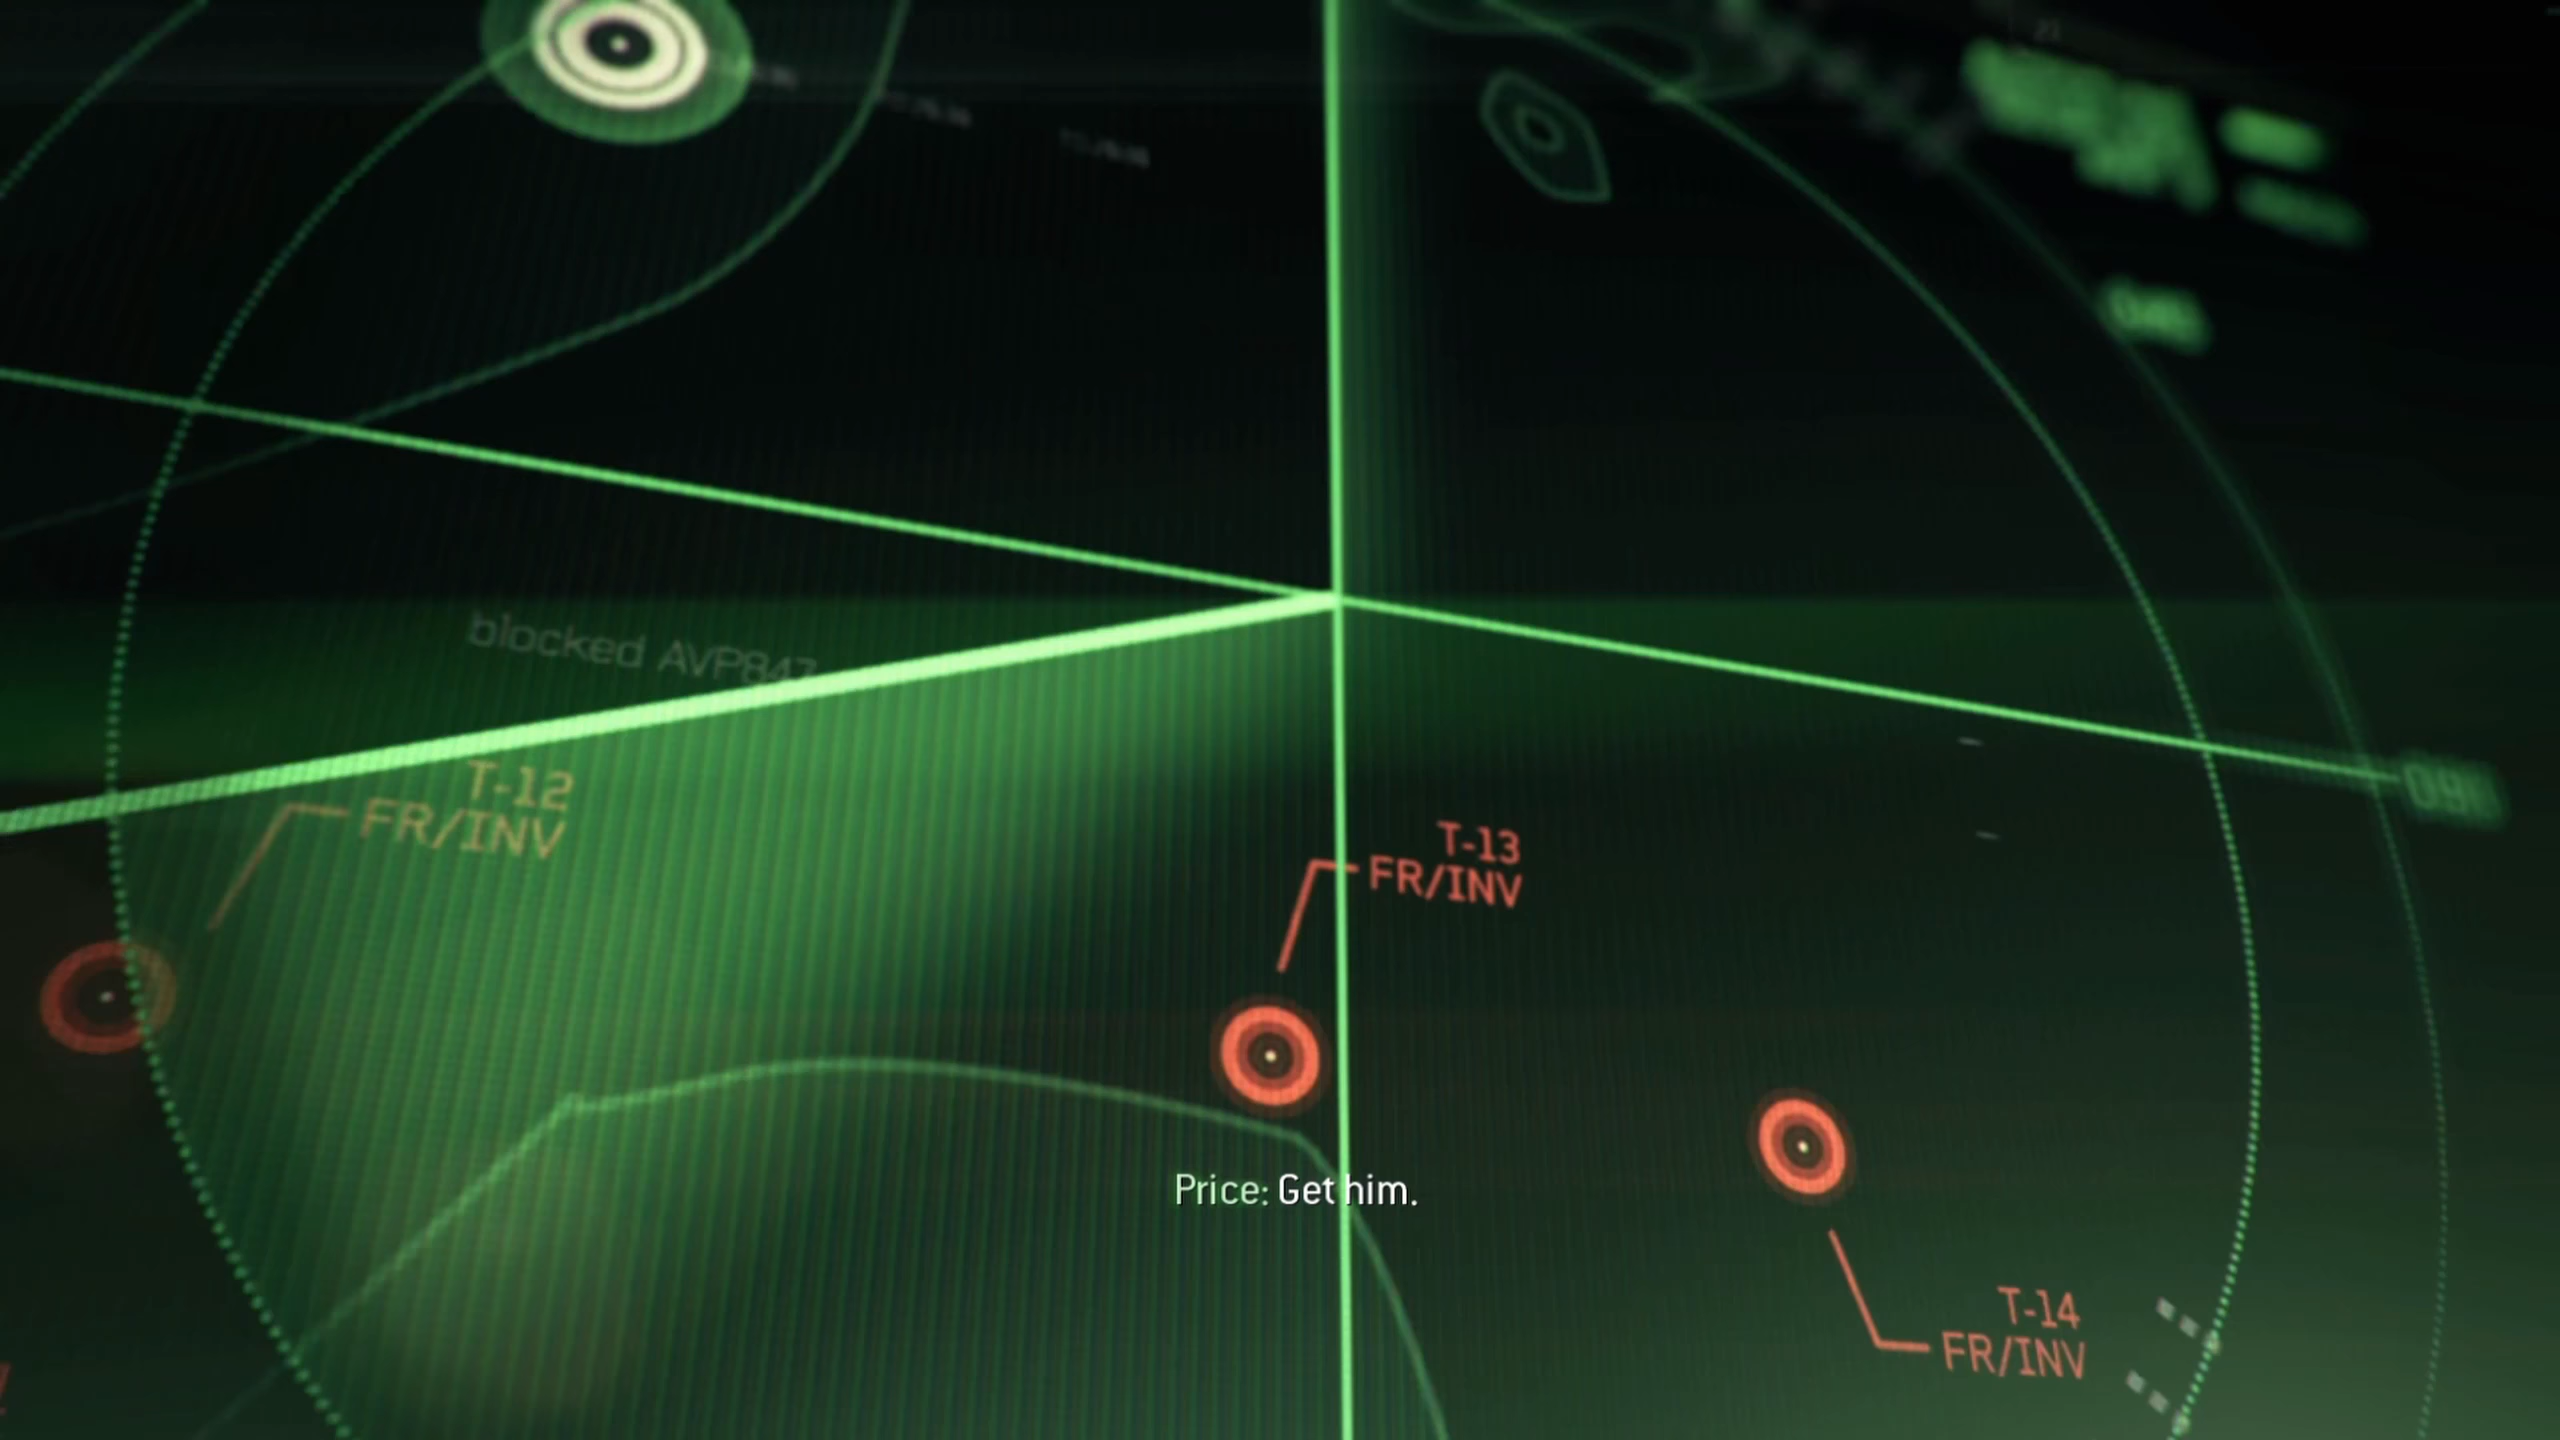 blocked AVP847
T-12
FR/INV
T-13
FR/INV
Price: Get him.
T-14
FR/INV